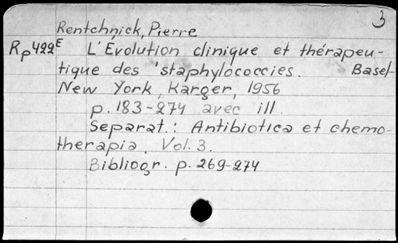 3
Rentchnick, Pierre
Rp422E L'Evolution clinique et thérapeu-
tique des 'staphylococcies. Basel-
New York, Karger, 1956
p. 183-274 avec ill
Separat.: Antibiotica et chemo-
therapia. Vol. 3.
Bibliogr. p. 269-274